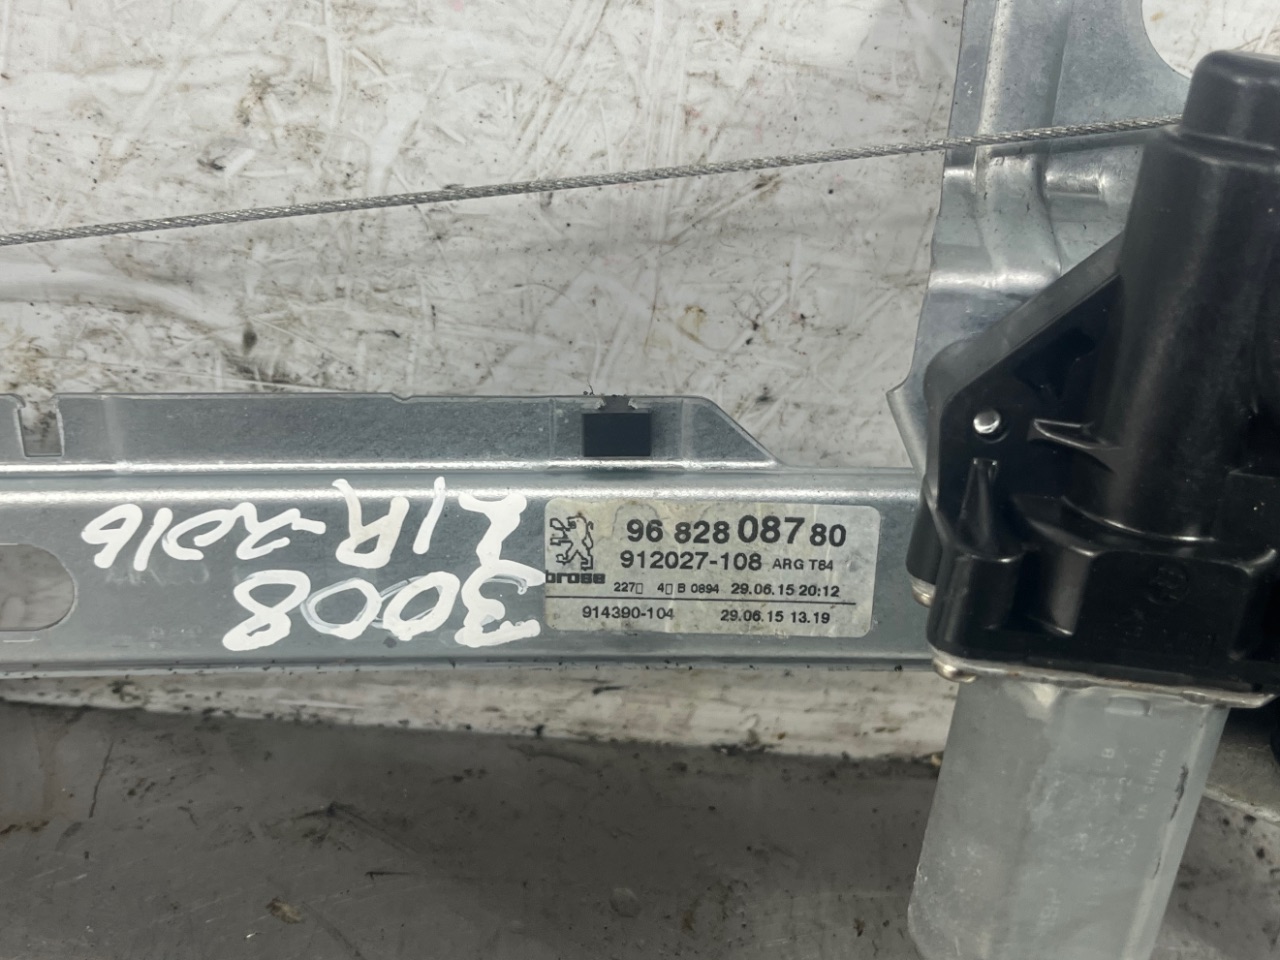 96 828 087 80
912027-108 ARG T84
brose
227▯ 4▯ B 0894 29.06.15 20:12
914390-104 29.06.15 13.19
3008
L/R-2016